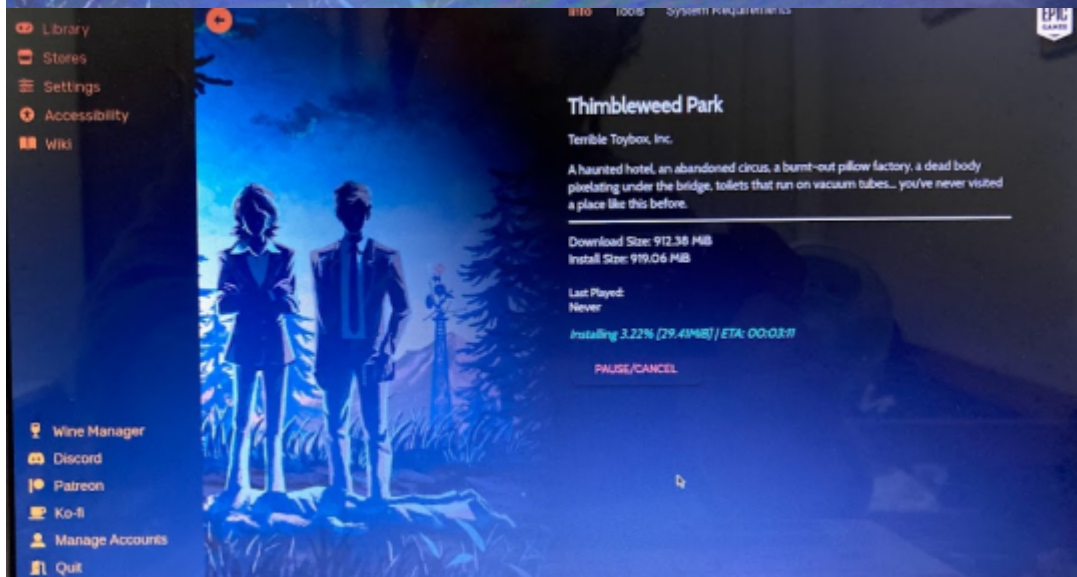 Library
Stores
Settings
Accessibility
Wiki
Wine Manager
Discord
Patreon
Ko-fi
Manage Accounts
Quit
Info Tools System Requirements
EPIC
GAMES
Thimbleweed Park
Terrible Toybox, Inc.
A haunted hotel, an abandoned circus, a burnt-out pillow factory, a dead body
pixelating under the bridge, toilets that run on vacuum tubes... you've never visited
a place like this before.
Download Size: 912.38 MiB
Install Size: 919.06 MiB
Last Played:
Never
Installing 3.22% [29.41MiB] | ETA: 00:03:11
PAUSE/CANCEL